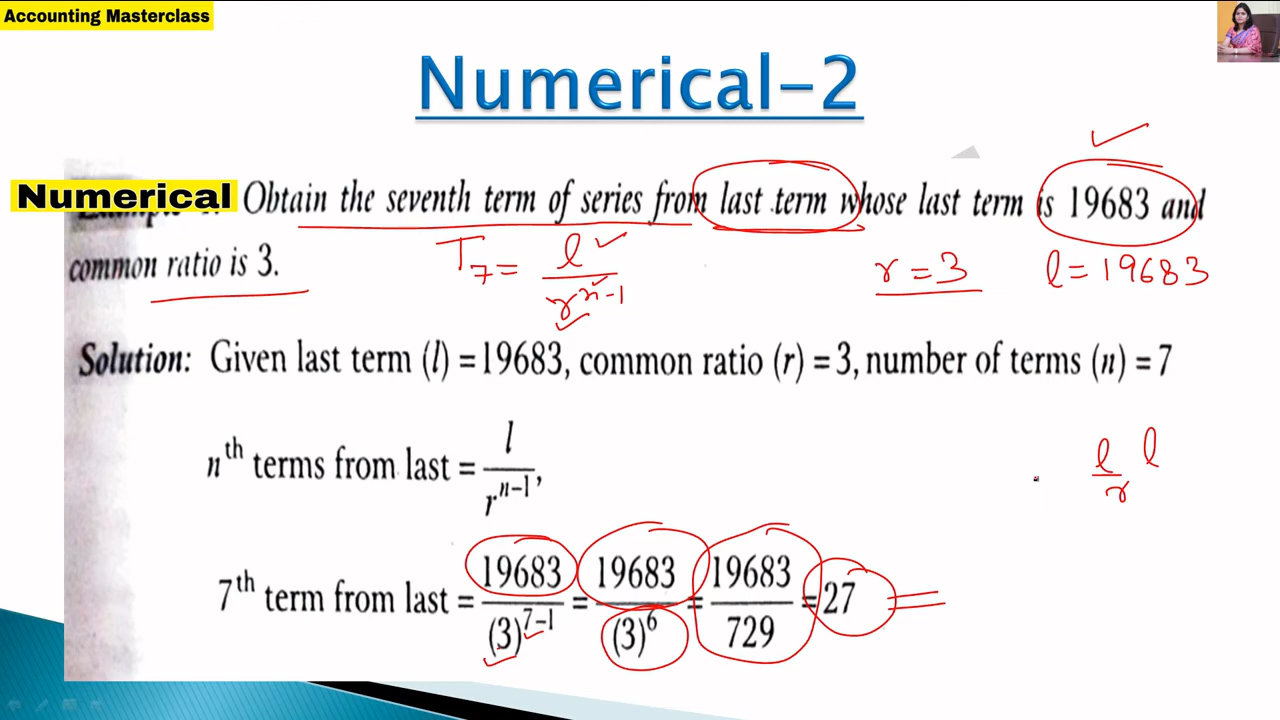 Accounting Masterclass
Numerical-2
Numerical Obtain the seventh term of series from last term whose last term is 19683 and
common ratio is 3.
T₇ = l / rⁿ⁻¹
r = 3
l = 19683
Solution: Given last term (l) = 19683, common ratio (r) = 3, number of terms (n) = 7
nᵗʰ terms from last = l / rⁿ⁻¹,
l / r l
7ᵗʰ term from last = 19683 / (3)⁷⁻¹ = 19683 / (3)⁶ = 19683 / 729 = 27 =